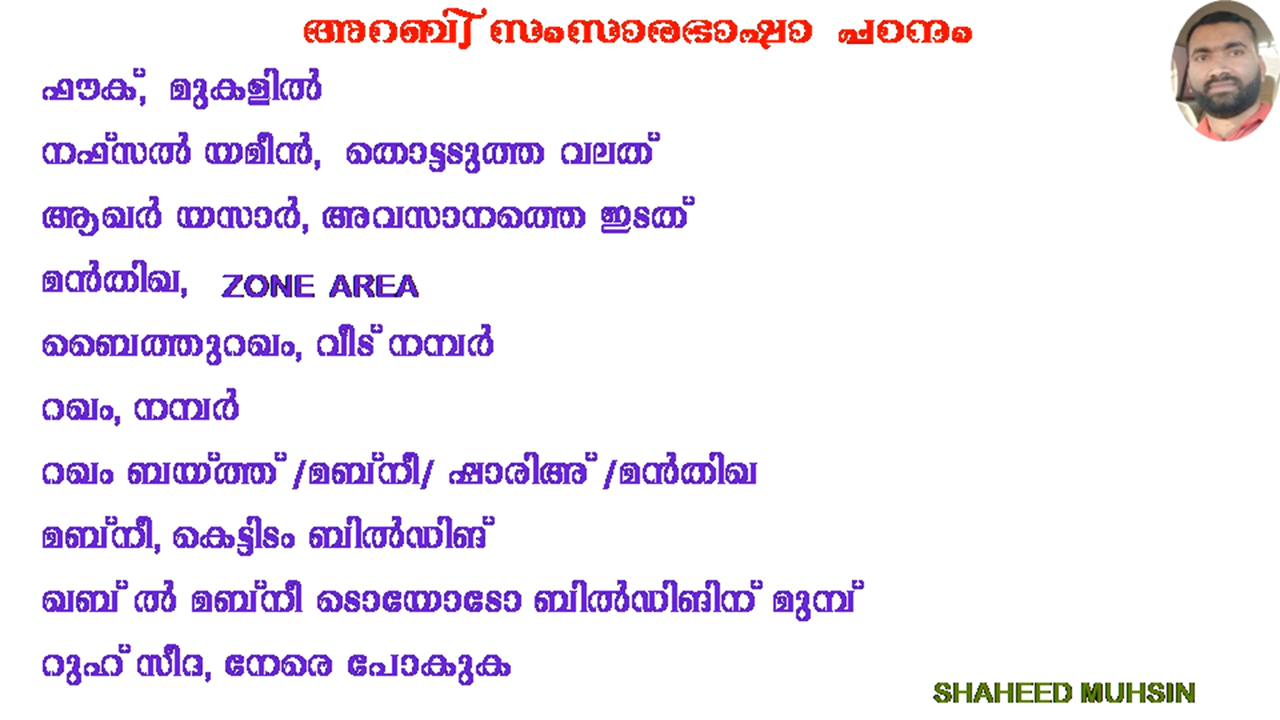 അറബി സംസാരഭാഷാ പഠനം
ഫൗക്, മുകളിൽ
നഫ്സൽ യമീൻ, തൊട്ടടുത്ത വലത്
ആഖർ യസാർ, അവസാനത്തെ ഇടത്
മൻതിഖ, ZONE AREA
ബൈത്തുറഖം, വീട് നമ്പർ
റഖം, നമ്പർ
റഖം ബയ്ത്ത് /മബ്നീ/ ഷാരിഅ് /മൻതിഖ
മബ്നീ, കെട്ടിടം ബിൽഡിങ്
ഖബ് ൽ മബ്നീ ടൊയോടോ ബിൽഡിങിന് മുമ്പ്
റുഹ് സീദ, നേരെ പോകുക
SHAHEED MUHSIN